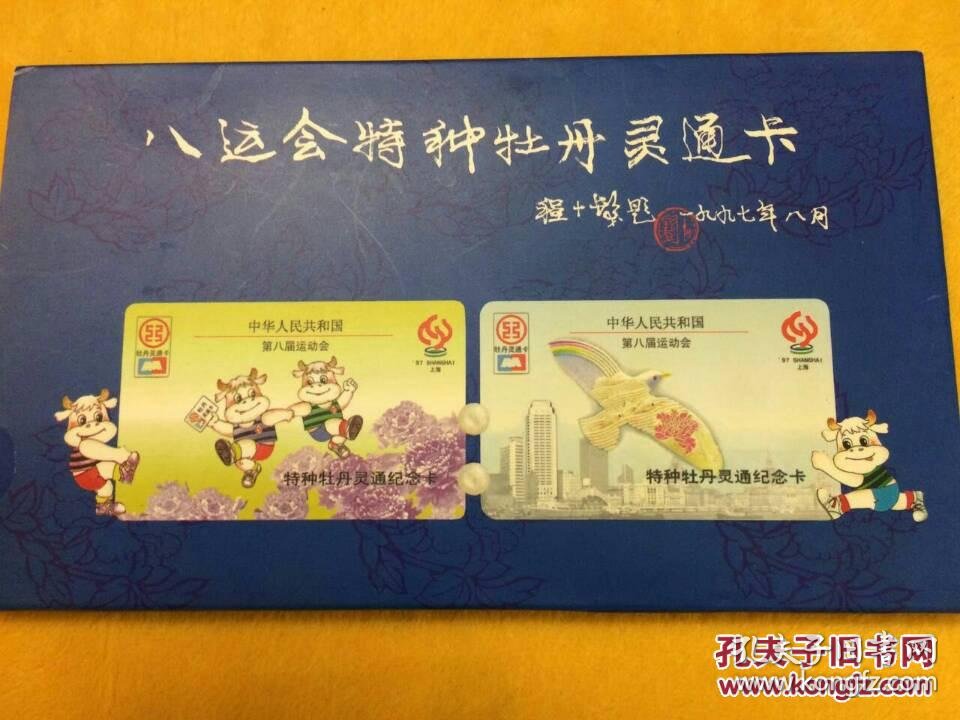 八运会特种牡丹灵通卡
程十发题 一九九七年八月
中华人民共和国
第八届运动会
牡丹灵通卡
'97 SHANGHAI
上海
特种牡丹灵通纪念卡
中华人民共和国
第八届运动会
牡丹灵通卡
'97 SHANGHAI
上海
特种牡丹灵通纪念卡
孔夫子旧书网
www.kongfz.com